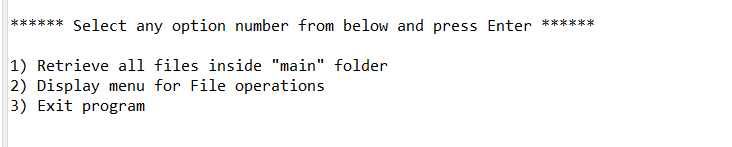 ****** Select any option number from below and press Enter ******
1) Retrieve all files inside "main" folder
2) Display menu for File operations
3) Exit program